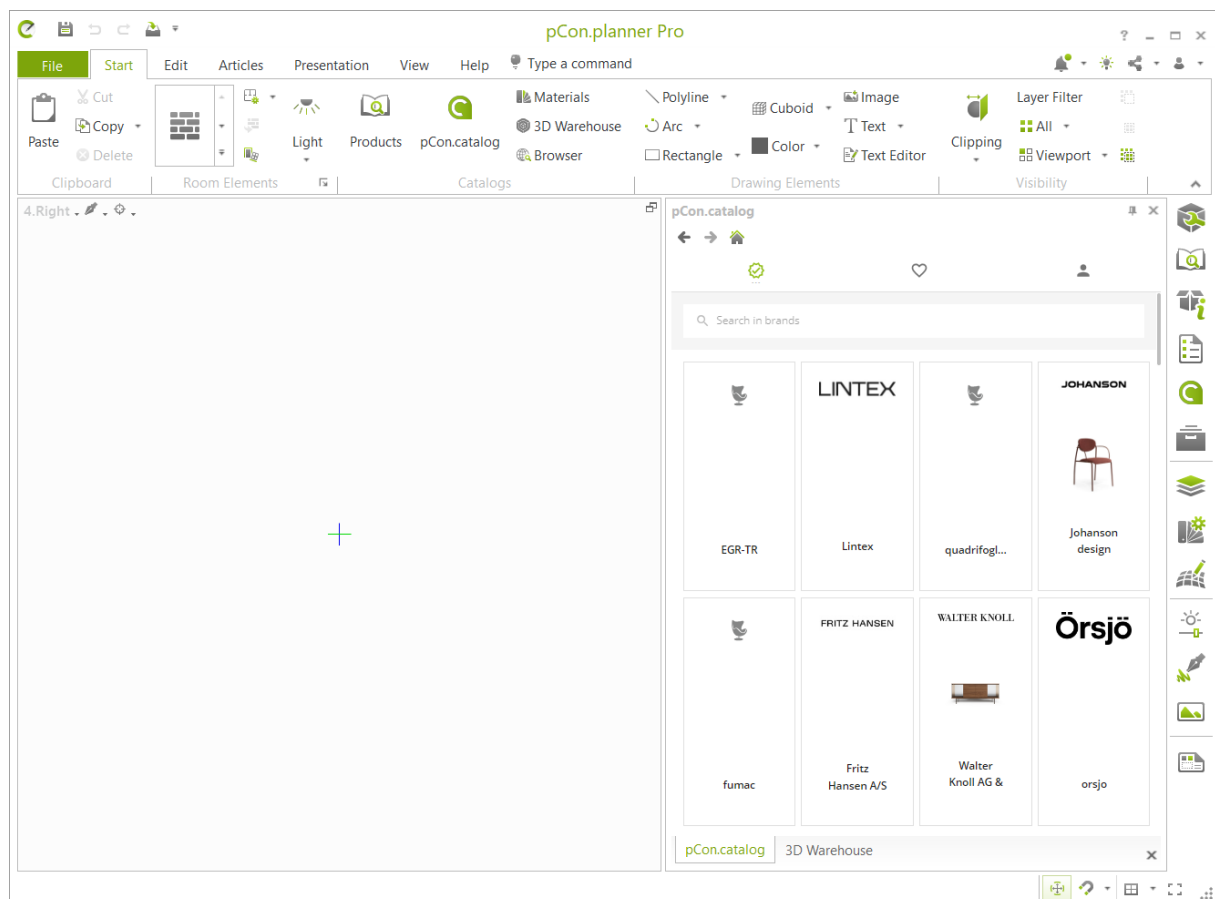 pCon.planner Pro
File Start Edit Articles Presentation View Help Type a command
Cut
Copy
Delete
Paste
Light
Products
pCon.catalog
Materials
3D Warehouse
Browser
Polyline
Arc
Rectangle
Cuboid
Color
Image
Text
Text Editor
Clipping
Layer Filter
All
Viewport
Clipboard Room Elements Catalogs Drawing Elements Visibility
4.Right
pCon.catalog
Search in brands
LINTEX
JOHANSON
EGR-TR
Lintex
quadrifogl...
Johanson
design
FRITZ HANSEN
WALTER KNOLL
Örsjö
fumac
Fritz
Hansen A/S
Walter
Knoll AG &
orsjo
pCon.catalog 3D Warehouse